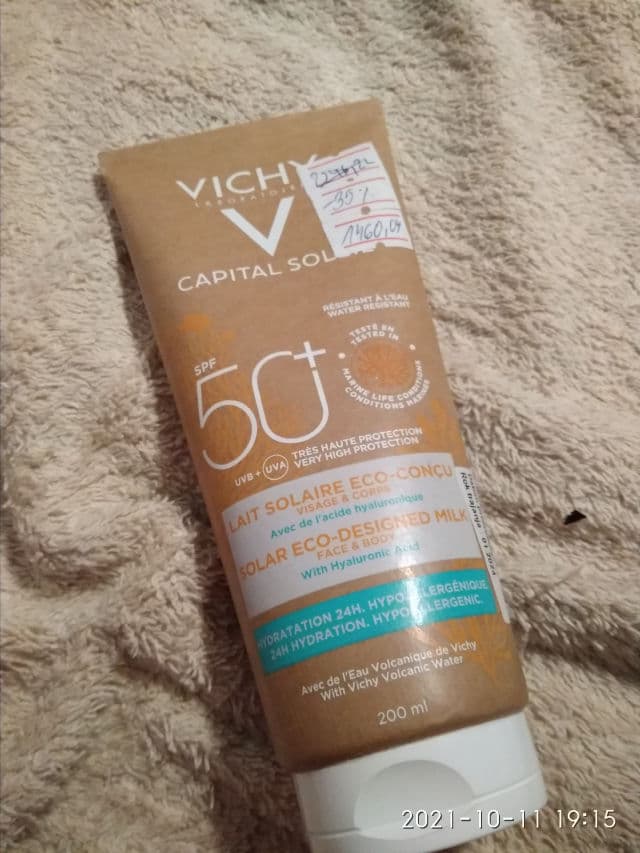 VICHY
LABORATOIRES
V
CAPITAL SOL
-35%
1460,04
RÉSISTANT À L'EAU
WATER RESISTANT
TESTÉ EN
TESTED IN
MARINE LIFE CONDITIONS
CONDITIONS MARINES
SPF
50+
UVB + UVA
TRÈS HAUTE PROTECTION
VERY HIGH PROTECTION
LAIT SOLAIRE ECO-CONÇU
VISAGE & CORPS
Avec de l'acide hyaluronique
SOLAR ECO-DESIGNED MILK
FACE & BODY
With Hyaluronic Acid
HYDRATATION 24H. HYPOALLERGÉNIQUE.
24H HYDRATION. HYPOALLERGENIC.
Avec de l'Eau Volcanique de Vichy
With Vichy Volcanic Water
200 ml
Rok trajanja
2021-10-11 19:15